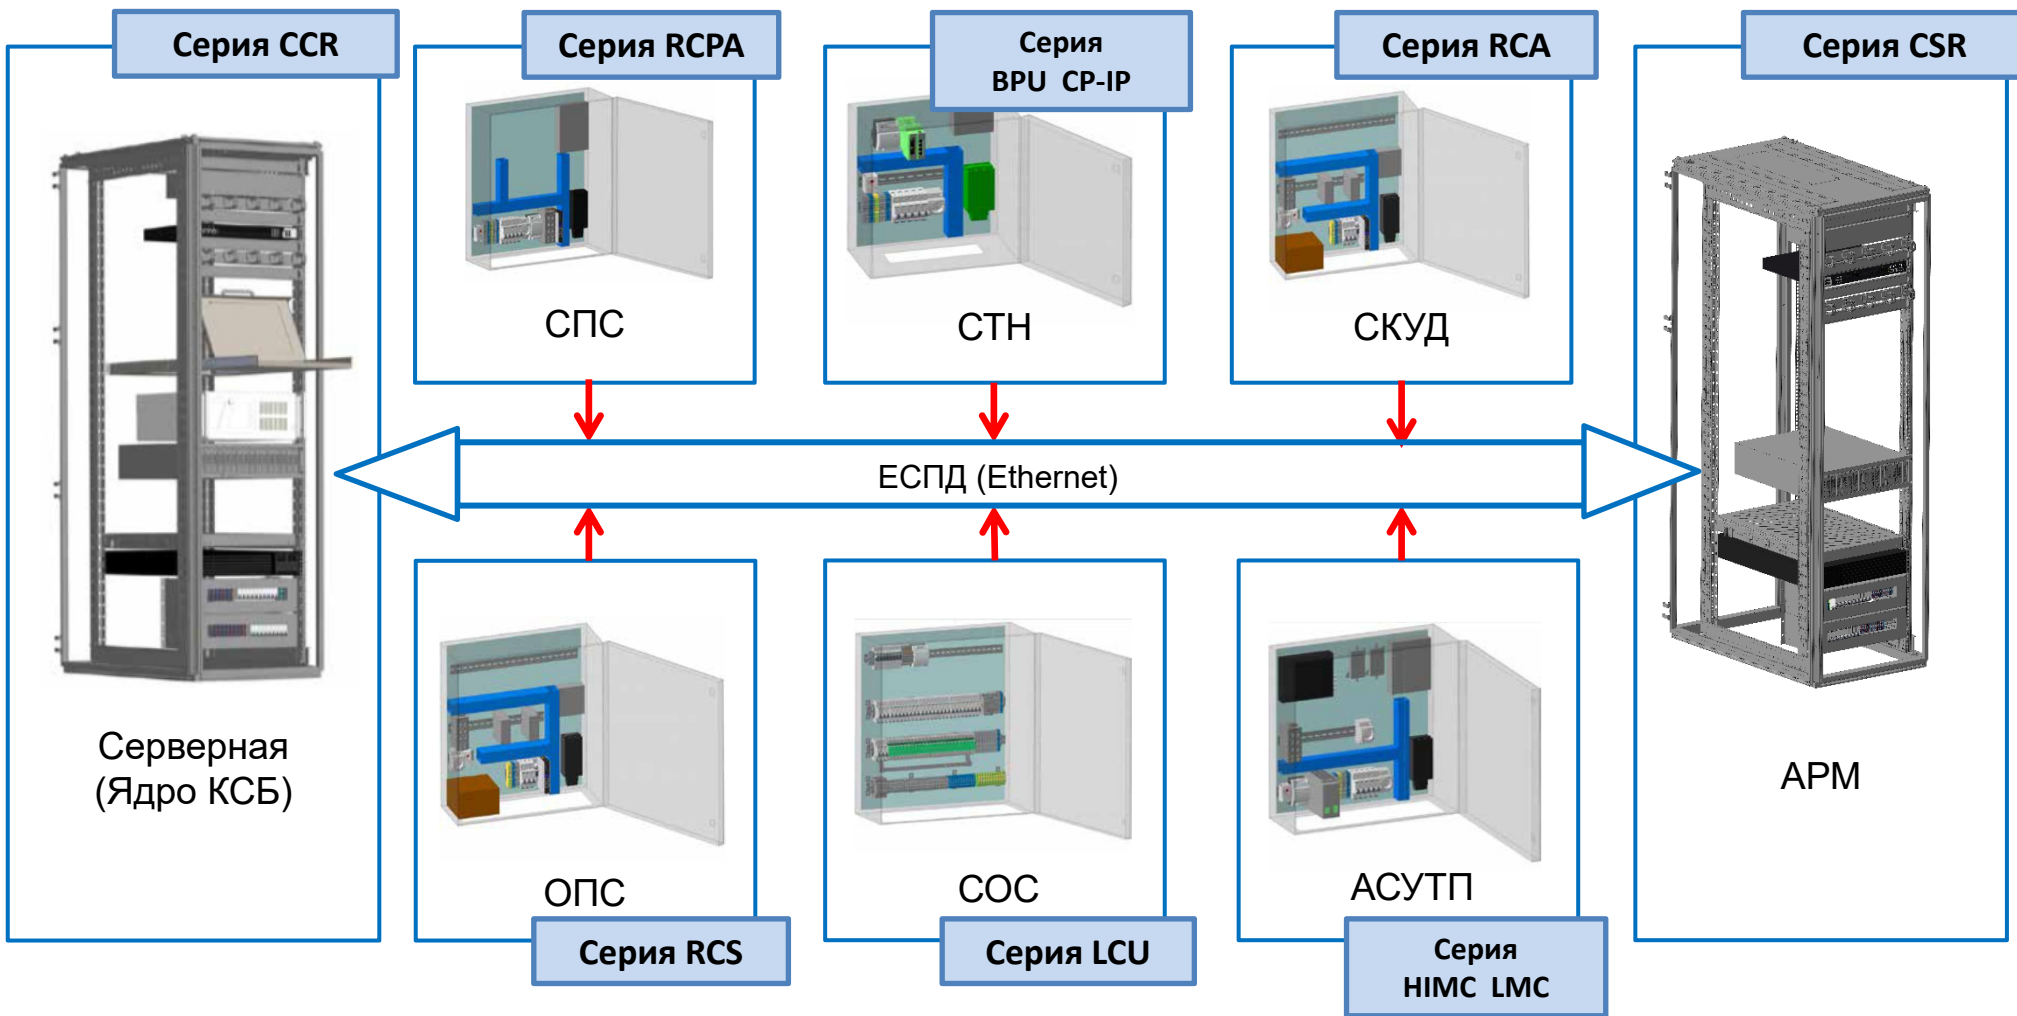 Серия CCR
Серия RCPA
Серия
BPU CP-IP
Серия RCA
Серия CSR
СПС
СТН
СКУД
ЕСПД (Ethernet)
Серверная
(Ядро КСБ)
АРМ
ОПС
СОС
АСУТП
Серия RCS
Серия LCU
Серия
HIMC LMC